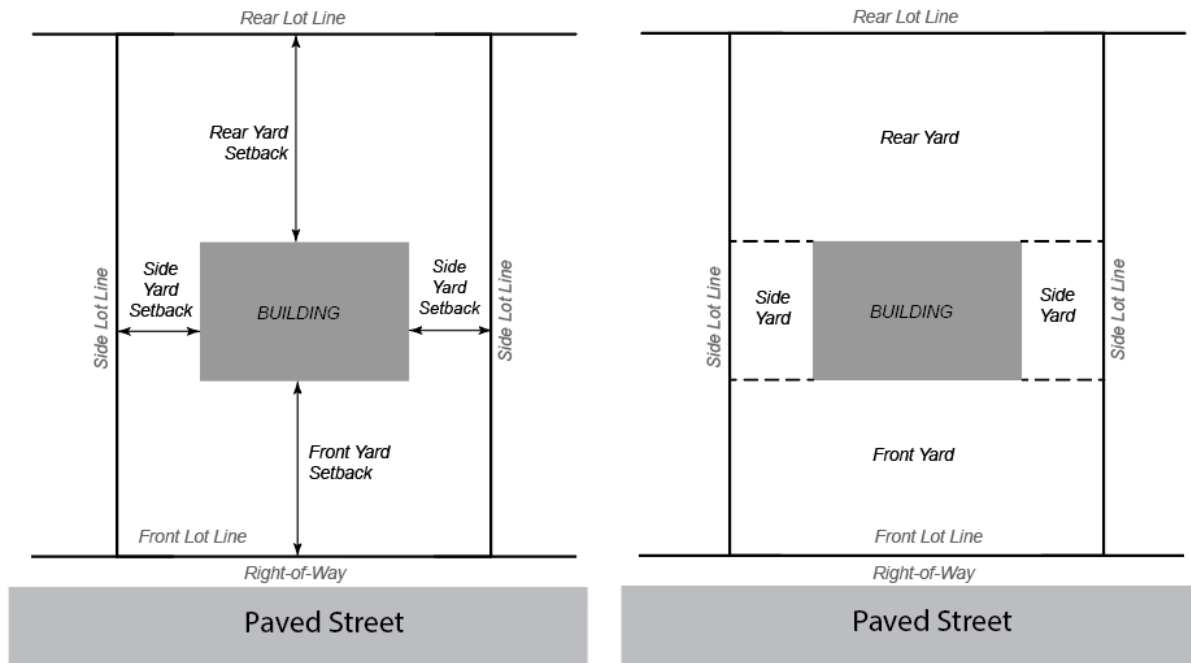 Rear Lot Line
Rear Yard
Setback
Side Lot Line
Side
Yard
Setback
BUILDING
Side
Yard
Setback
Side Lot Line
Front Yard
Setback
Front Lot Line
Right-of-Way
Paved Street
Rear Lot Line
Rear Yard
Side Lot Line
Side
Yard
BUILDING
Side
Yard
Side Lot Line
Front Yard
Front Lot Line
Right-of-Way
Paved Street